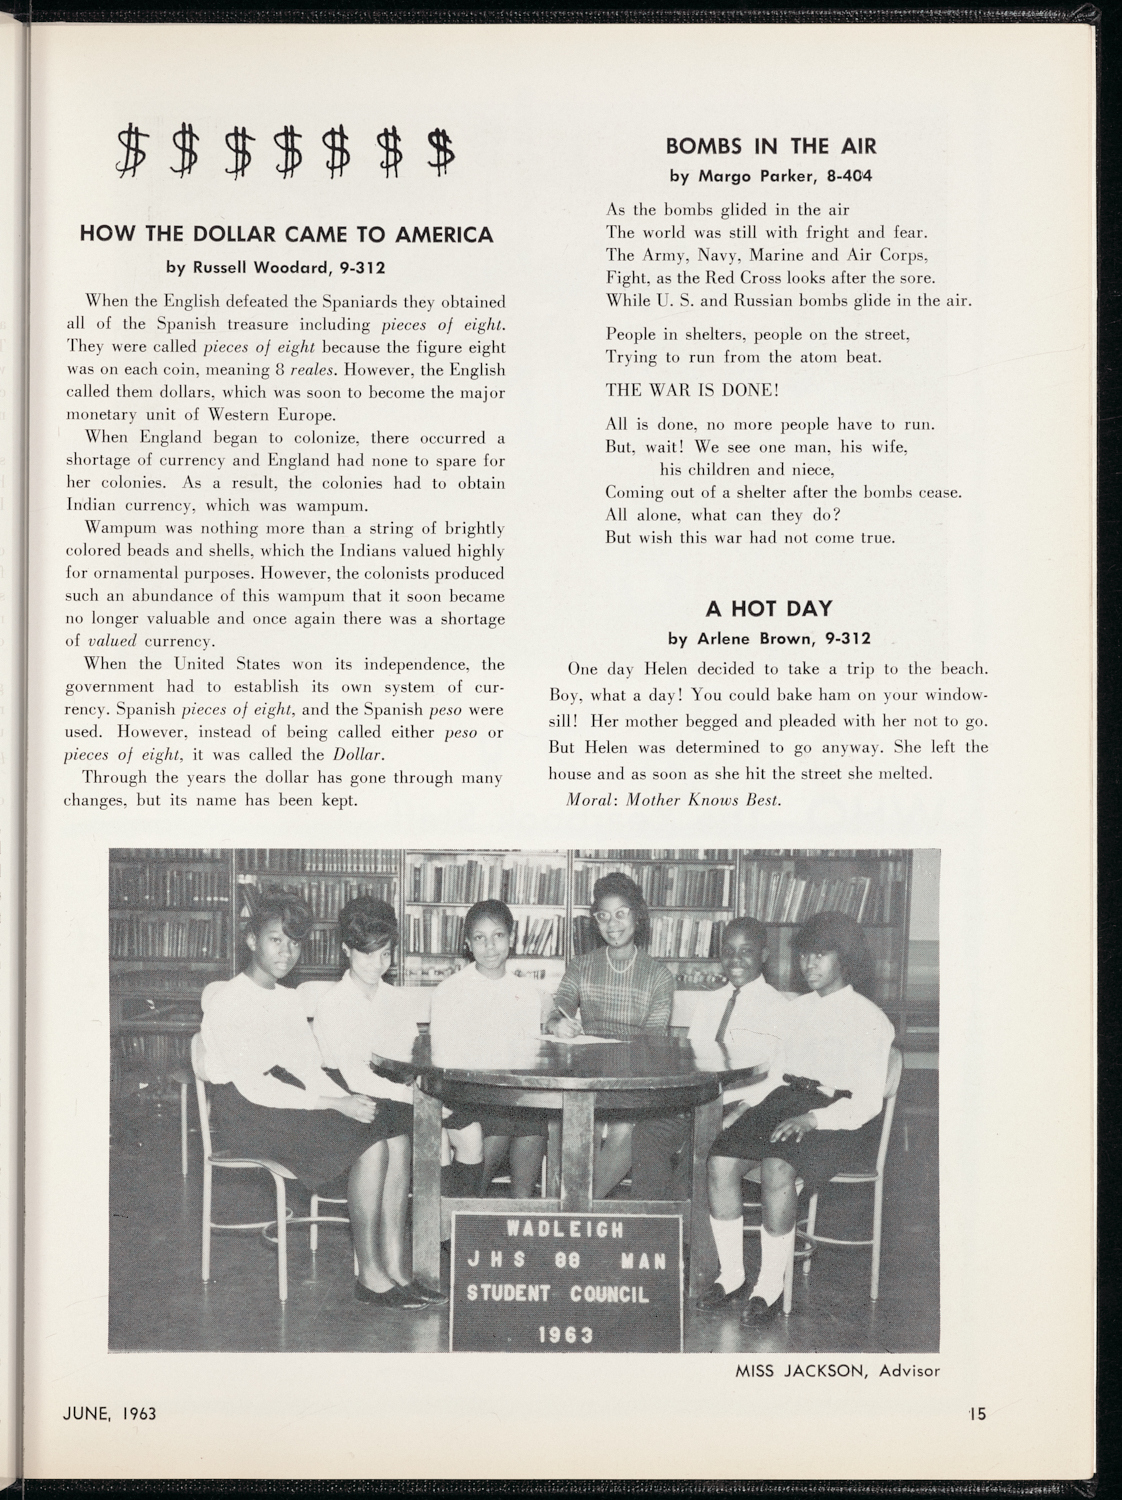 $ $ $ $ $ $ $
HOW THE DOLLAR CAME TO AMERICA
by Russell Woodard, 9-312
When the English defeated the Spaniards they obtained
all of the Spanish treasure including pieces of eight.
They were called pieces of eight because the figure eight
was on each coin, meaning 8 reales. However, the English
called them dollars, which was soon to become the major
monetary unit of Western Europe.
When England began to colonize, there occurred a
shortage of currency and England had none to spare for
her colonies. As a result, the colonies had to obtain
Indian currency, which was wampum.
Wampum was nothing more than a string of brightly
colored beads and shells, which the Indians valued highly
for ornamental purposes. However, the colonists produced
such an abundance of this wampum that it soon became
no longer valuable and once again there was a shortage
of valued currency.
When the United States won its independence, the
government had to establish its own system of cur-
rency. Spanish pieces of eight, and the Spanish peso were
used. However, instead of being called either peso or
pieces of eight, it was called the Dollar.
Through the years the dollar has gone through many
changes, but its name has been kept.
BOMBS IN THE AIR
by Margo Parker, 8-404
As the bombs glided in the air
The world was still with fright and fear.
The Army, Navy, Marine and Air Corps,
Fight, as the Red Cross looks after the sore.
While U. S. and Russian bombs glide in the air.
People in shelters, people on the street,
Trying to run from the atom beat.
THE WAR IS DONE!
All is done, no more people have to run.
But, wait! We see one man, his wife,
his children and niece,
Coming out of a shelter after the bombs cease.
All alone, what can they do?
But wish this war had not come true.
A HOT DAY
by Arlene Brown, 9-312
One day Helen decided to take a trip to the beach.
Boy, what a day! You could bake ham on your window-
sill! Her mother begged and pleaded with her not to go.
But Helen was determined to go anyway. She left the
house and as soon as she hit the street she melted.
Moral: Mother Knows Best.
WADLEIGH
JHS 88 MAN
STUDENT COUNCIL
1963
MISS JACKSON, Advisor
JUNE, 1963
15